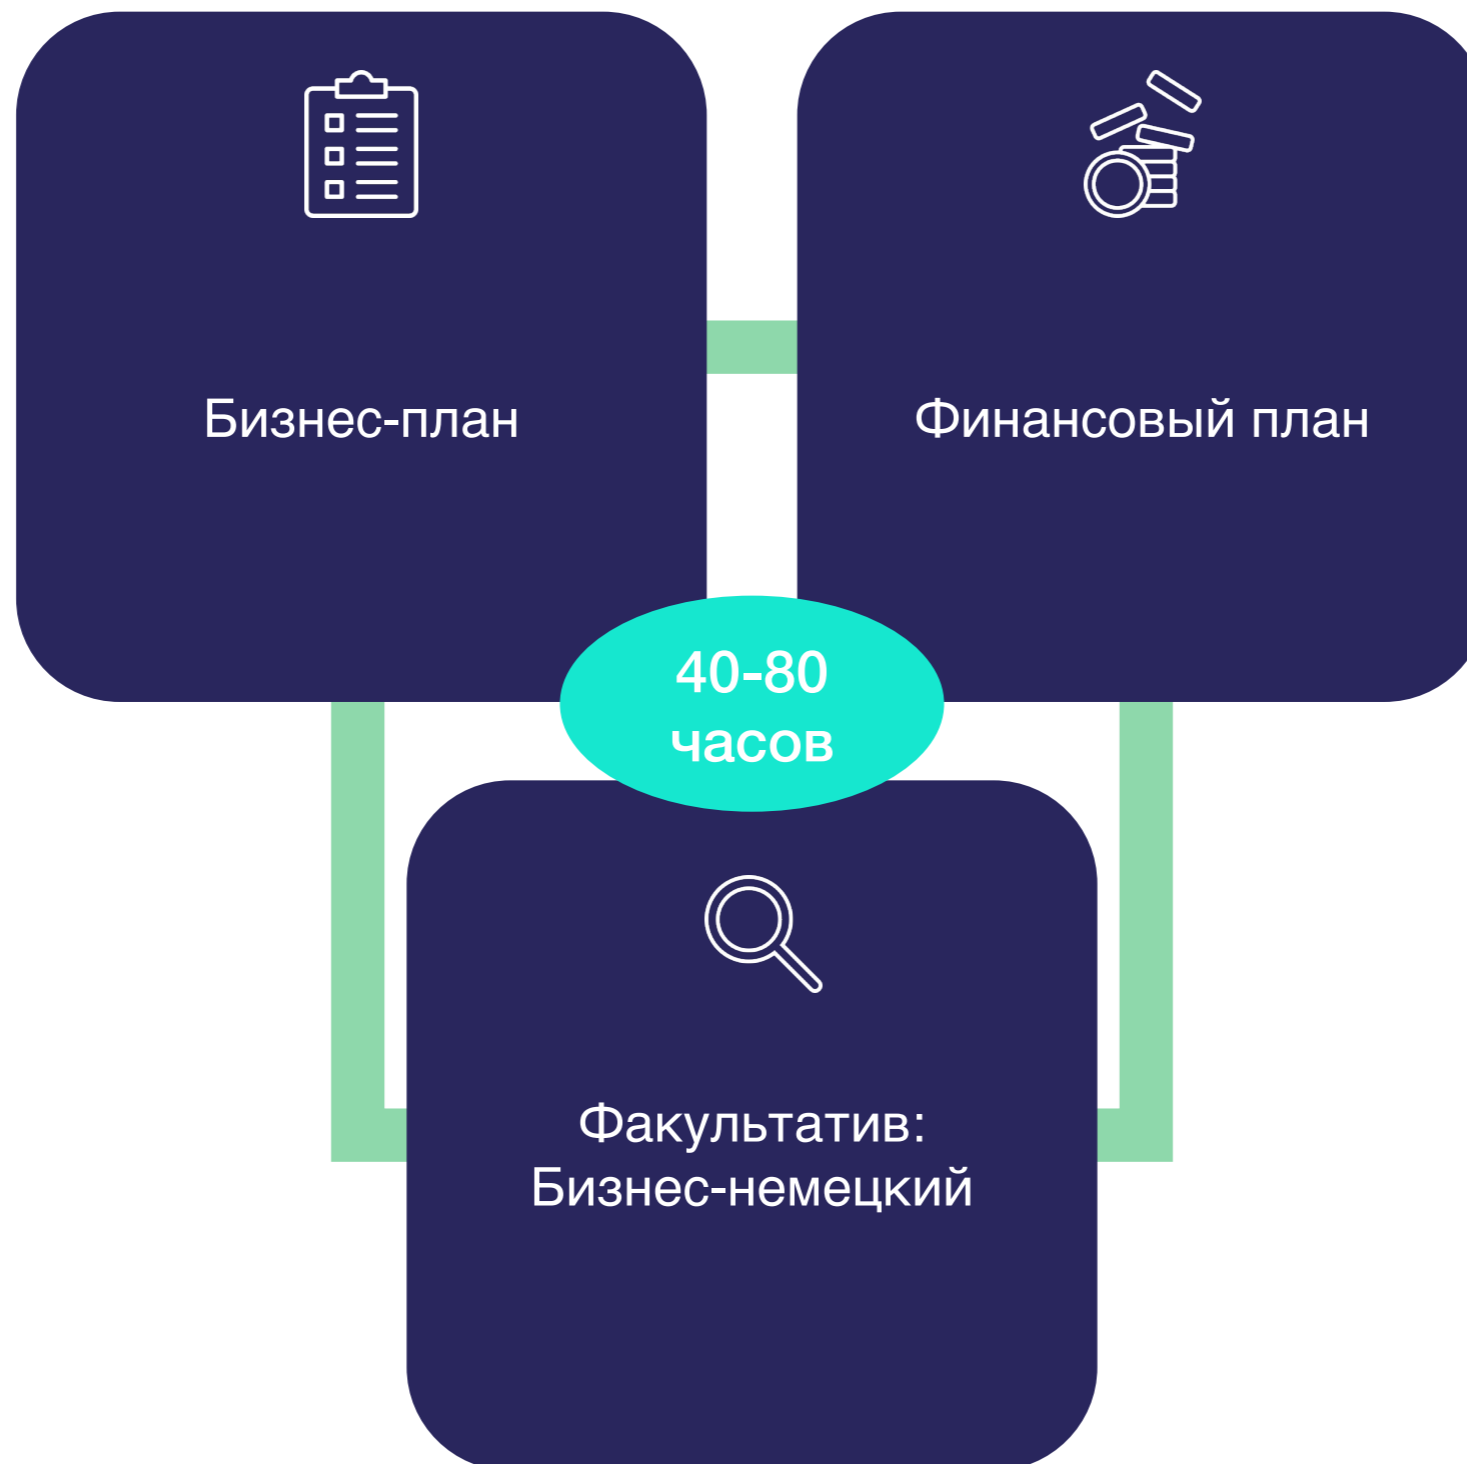 Бизнес-план
Финансовый план
40-80
часов
Факультатив:
Бизнес-немецкий